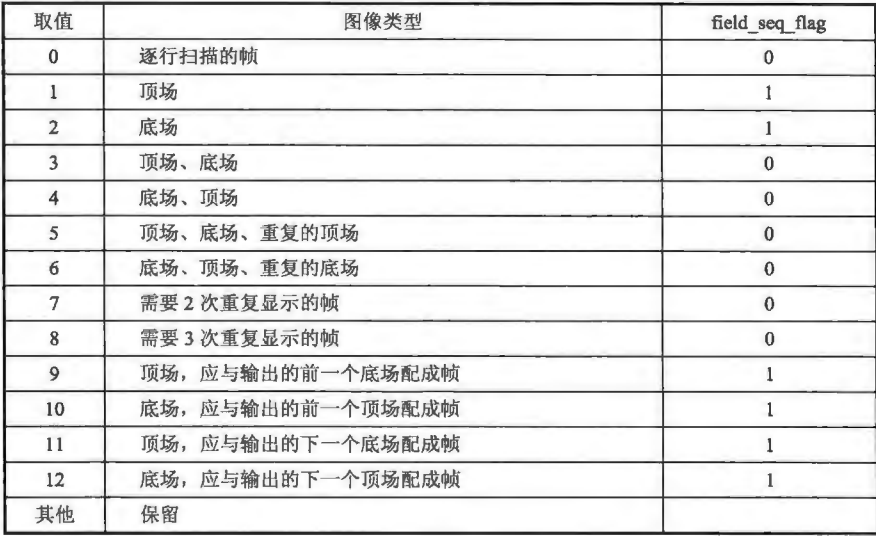 取值 图像类型 field_seq_flag
0 逐行扫描的帧 0
1 顶场 1
2 底场 1
3 顶场、底场 0
4 底场、顶场 0
5 顶场、底场、重复的顶场 0
6 底场、顶场、重复的底场 0
7 需要 2 次重复显示的帧 0
8 需要 3 次重复显示的帧 0
9 顶场，应与输出的前一个底场配成帧 1
10 底场，应与输出的前一个顶场配成帧 1
11 顶场，应与输出的下一个底场配成帧 1
12 底场，应与输出的下一个顶场配成帧 1
其他 保留